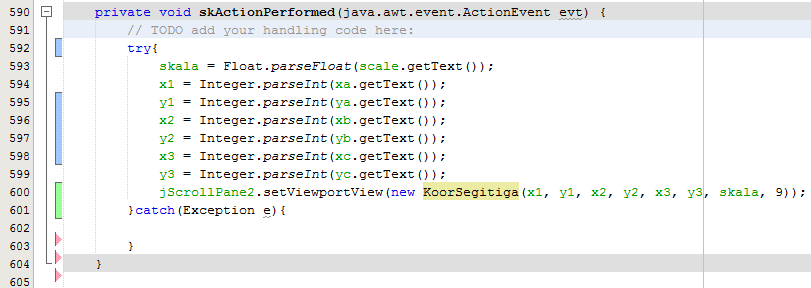 590 private void skActionPerformed(java.awt.event.ActionEvent evt) {
591 // TODO add your handling code here:
592 try{
593 skala = Float.parseFloat(scale.getText());
594 x1 = Integer.parseInt(xa.getText());
595 y1 = Integer.parseInt(ya.getText());
596 x2 = Integer.parseInt(xb.getText());
597 y2 = Integer.parseInt(yb.getText());
598 x3 = Integer.parseInt(xc.getText());
599 y3 = Integer.parseInt(yc.getText());
600 jScrollPane2.setViewportView(new KoorSegitiga(x1, y1, x2, y2, x3, y3, skala, 9));
601 }catch(Exception e){
602
603 }
604 }
605